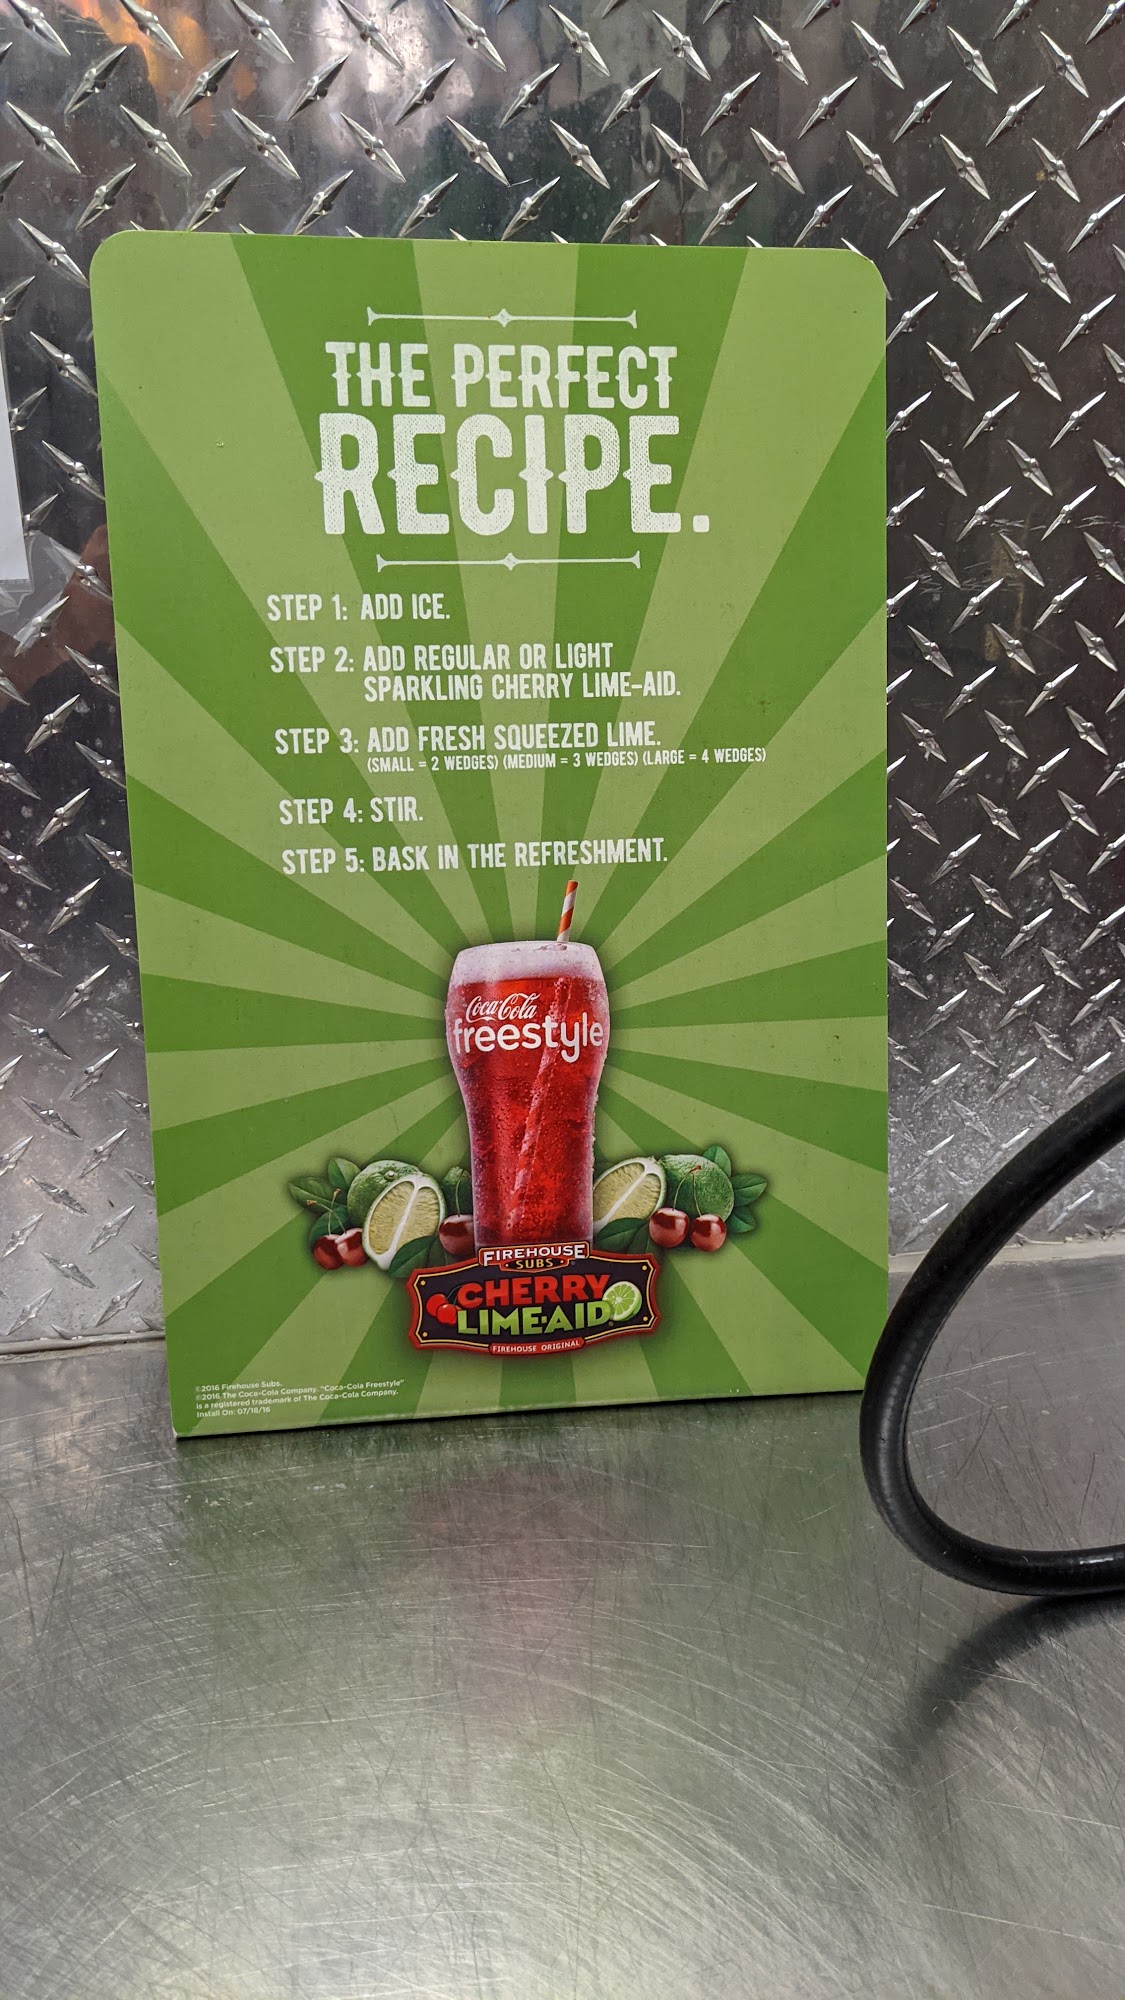 THE PERFECT
RECIPE.
STEP 1: ADD ICE.
STEP 2: ADD REGULAR OR LIGHT
SPARKLING CHERRY LIME-AID.
STEP 3: ADD FRESH SQUEEZED LIME.
(SMALL = 2 WEDGES) (MEDIUM = 3 WEDGES) (LARGE = 4 WEDGES)
STEP 4: STIR.
STEP 5: BASK IN THE REFRESHMENT.
Coca-Cola
freestyle
FIREHOUSE
SUBS
CHERRY
LIME-AID
FIREHOUSE ORIGINAL
©2016 Firehouse Subs.
©2016 The Coca-Cola Company. "Coca-Cola Freestyle"
is a registered trademark of The Coca-Cola Company.
Install On: 07/18/16